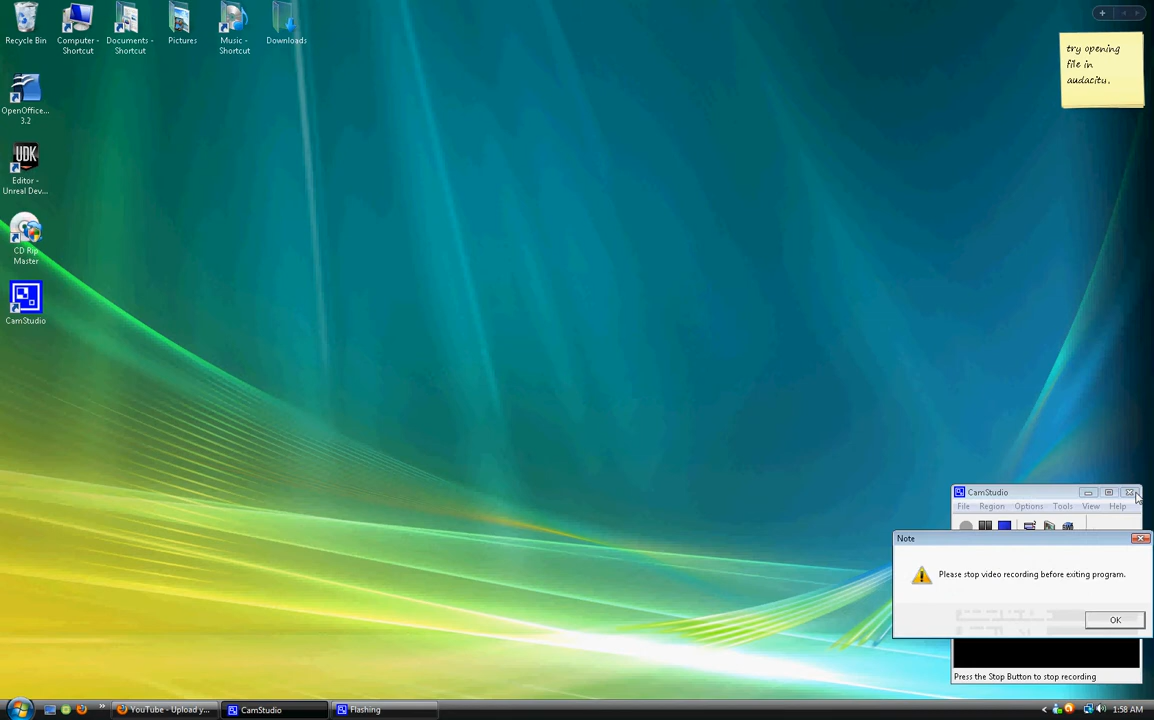 Recycle Bin
Computer -
Shortcut
Documents -
Shortcut
Pictures
Music -
Shortcut
Downloads
try opening
file in
audacitu.
OpenOffice...
3.2
UDK
Editor -
Unreal Dev...
CD Rip
Master
CamStudio
CamStudio
File Region Options Tools View Help
Note
Please stop video recording before exiting program.
OK
Press the Stop Button to stop recording
YouTube - Upload y...
CamStudio
Flashing
1:58 AM